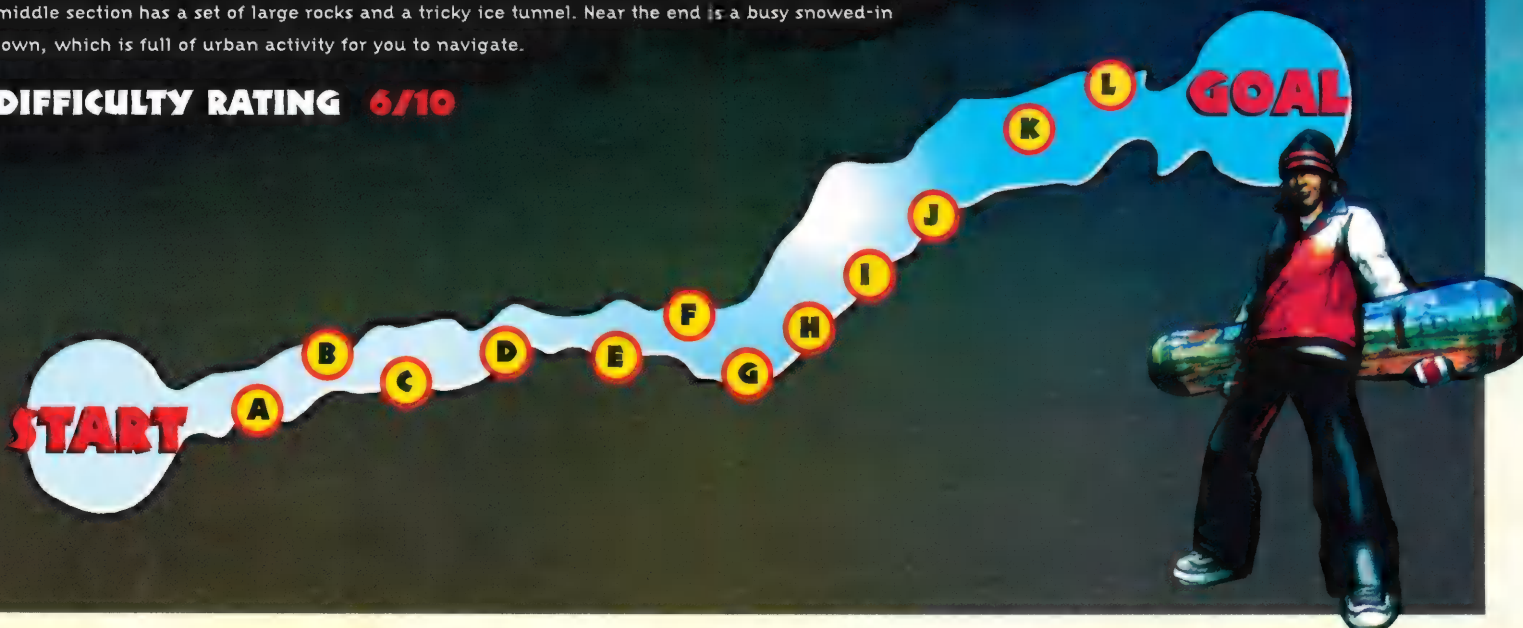 middle section has a set of large rocks and a tricky ice tunnel. Near the end is a busy snowed-in
own, which is full of urban activity for you to navigate.
DIFFICULTY RATING 6/10
L
GOAL
K
J
I
F
H
B
D
E
G
C
A
START